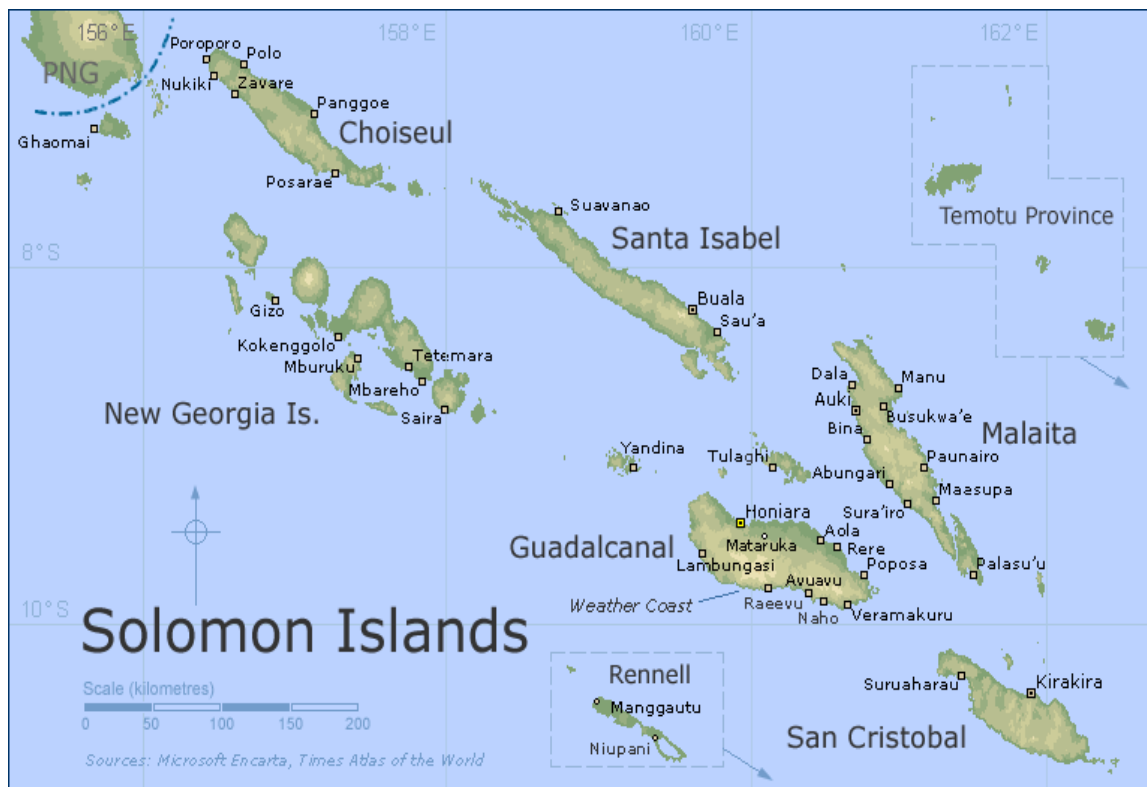 156°E
158°E
160°E
162°E
PNG
Poroporo
Polo
Nukiki
Zavare
Panggoe
Choiseul
Ghaomai
Posarae
Suavanao
Santa Isabel
Temotu Province
8°S
Gizo
Buala
Sau'a
Kokenggolo
Mburuku
Tetemara
Mbareho
Saira
New Georgia Is.
Dala
Manu
Auki
Busukwa'e
Bina
Malaita
Yandina
Tulaghi
Abungari
Paunairo
Maasupa
Sura'iro
Honiara
Aola
Guadalcanal
Mataruka
Rere
Lambungasi
Poposa
Palasu'u
Avuavu
Weather Coast
Raeevu
Naho
Veramakuru
10°S
Solomon Islands
Rennell
Manggautu
Niupani
Suruaharau
Kirakira
San Cristobal
Scale (kilometres)
0 50 100 150 200
Sources: Microsoft Encarta, Times Atlas of the World